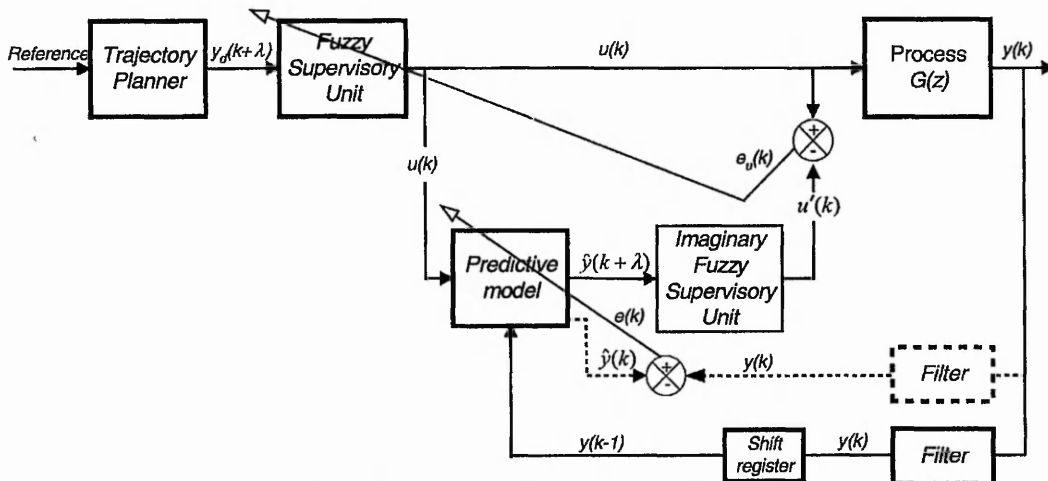 Reference
Trajectory
Planner
y_d(k+λ)
Fuzzy
Supervisory
Unit
u(k)
Process
G(z)
y(k)
+
-
e_u(k)
u'(k)
u(k)
Predictive
model
ŷ(k+λ)
Imaginary
Fuzzy
Supervisory
Unit
e(k)
ŷ(k)
+
-
y(k)
Filter
y(k-1)
Shift
register
y(k)
Filter